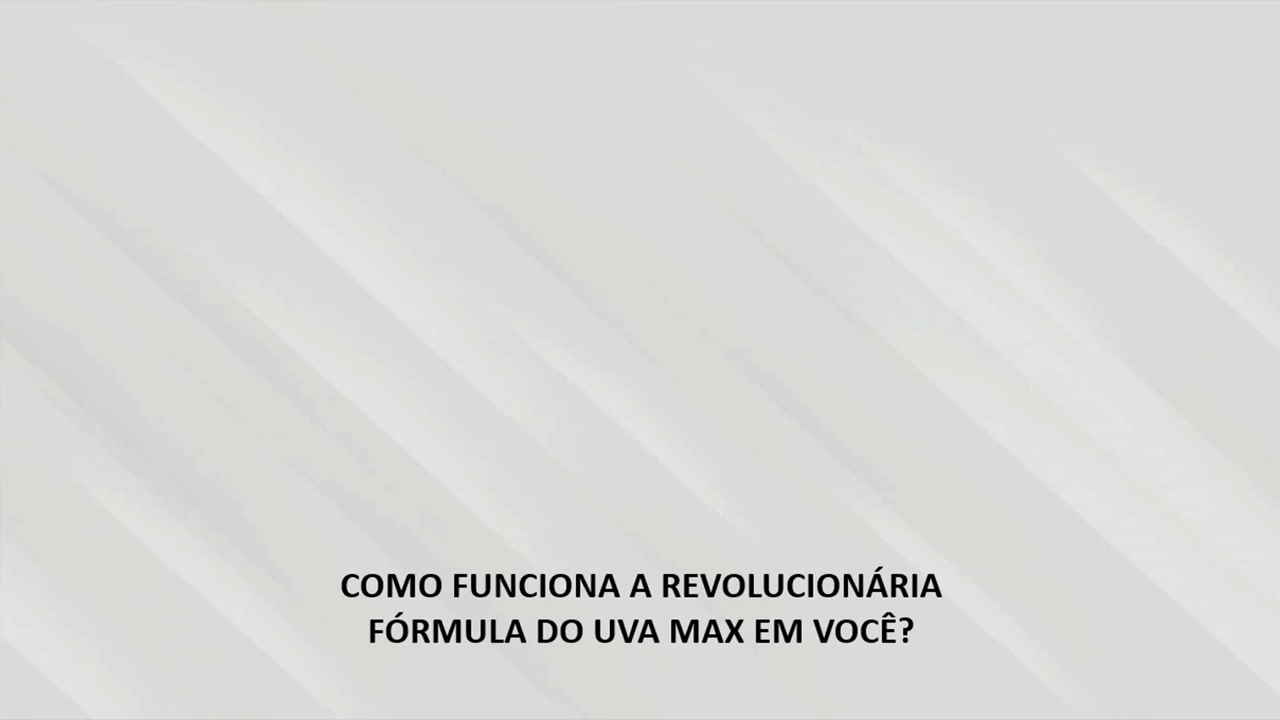 COMO FUNCIONA A REVOLUCIONÁRIA
FÓRMULA DO UVA MAX EM VOCÊ?